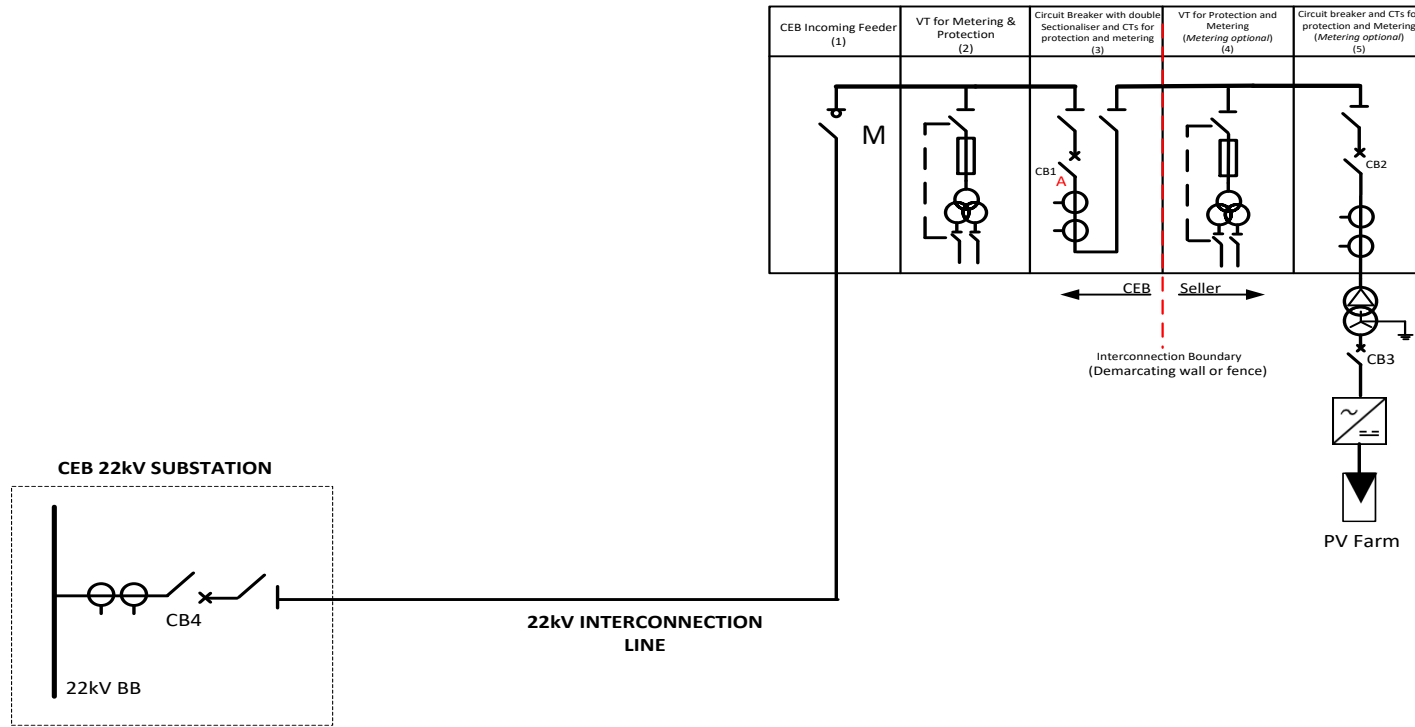 CEB Incoming Feeder
(1)
VT for Metering &
Protection
(2)
Circuit Breaker with double
Sectionaliser and CTs for
protection and metering
(3)
VT for Protection and
Metering
(Metering optional)
(4)
Circuit breaker and CTs for
protection and Metering
(Metering optional)
(5)
M
CB1
A
CB2
CEB
Seller
Interconnection Boundary
(Demarcating wall or fence)
CB3
PV Farm
CEB 22kV SUBSTATION
CB4
22kV BB
22kV INTERCONNECTION
LINE